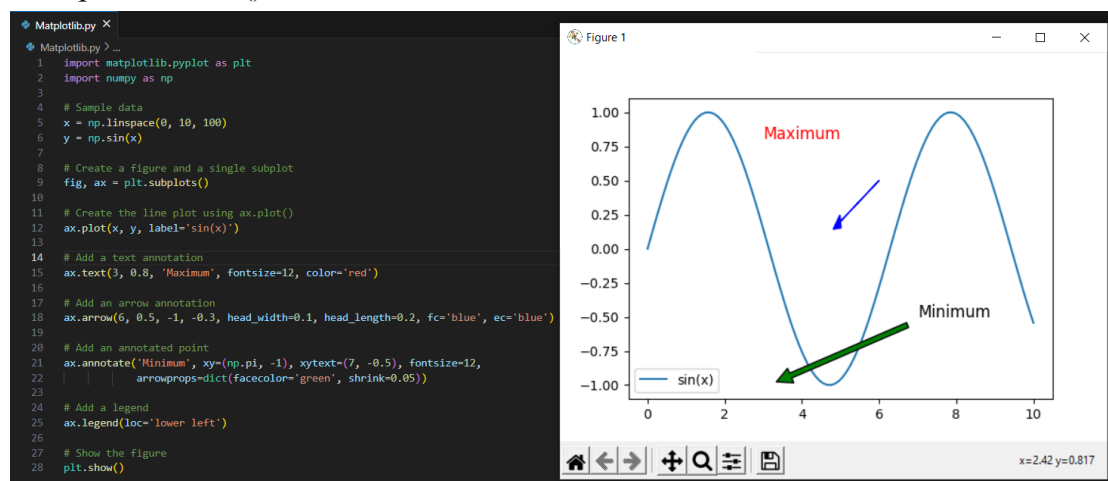 Matplotlib.py
Matplotlib.py > ...
1 import matplotlib.pyplot as plt
2 import numpy as np
3
4 # Sample data
5 x = np.linspace(0, 10, 100)
6 y = np.sin(x)
7
8 # Create a figure and a single subplot
9 fig, ax = plt.subplots()
10
11 # Create the line plot using ax.plot()
12 ax.plot(x, y, label='sin(x)')
13
14 # Add a text annotation
15 ax.text(3, 0.8, 'Maximum', fontsize=12, color='red')
16
17 # Add an arrow annotation
18 ax.arrow(6, 0.5, -1, -0.3, head_width=0.1, head_length=0.2, fc='blue', ec='blue')
19
20 # Add an annotated point
21 ax.annotate('Minimum', xy=(np.pi, -1), xytext=(7, -0.5), fontsize=12,
22 arrowprops=dict(facecolor='green', shrink=0.05))
23
24 # Add a legend
25 ax.legend(loc='lower left')
26
27 # Show the figure
28 plt.show()
Figure 1
1.00
0.75
0.50
0.25
0.00
−0.25
−0.50
−0.75
−1.00
Maximum
Minimum
sin(x)
0 2 4 6 8 10
x=2.42 y=0.817